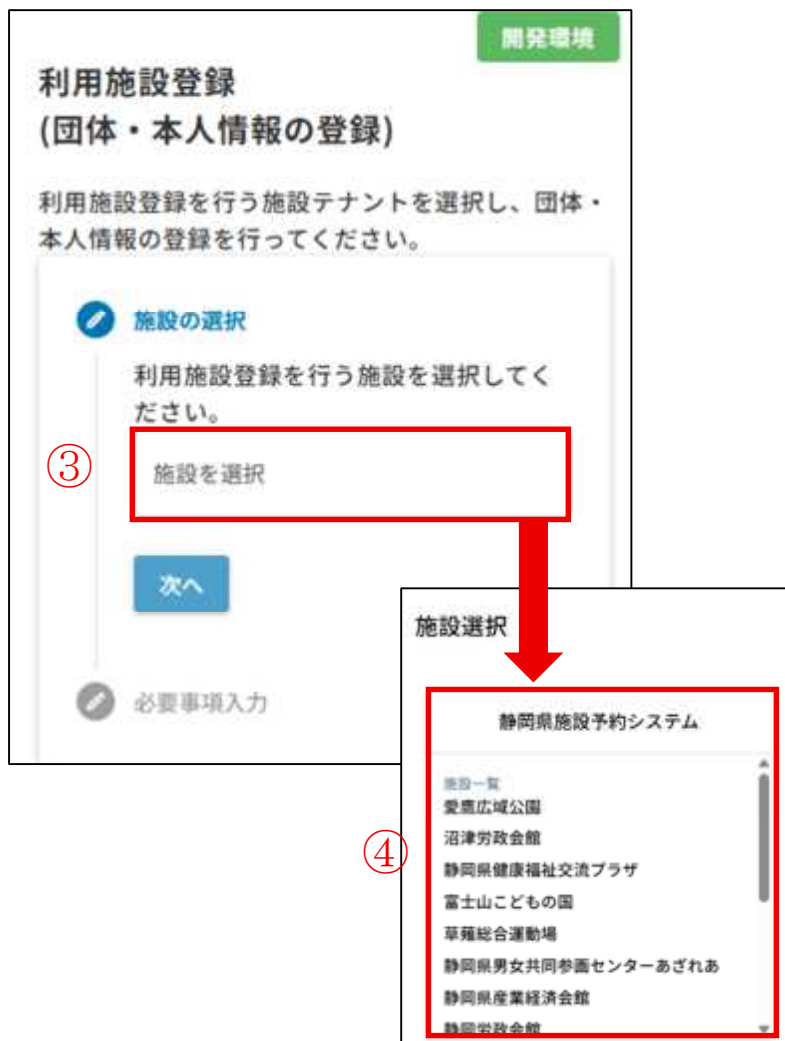 開発環境
利用施設登録
(団体・本人情報の登録)
利用施設登録を行う施設テナントを選択し、団体・
本人情報の登録を行ってください。
施設の選択
利用施設登録を行う施設を選択してく
ださい。
③
施設を選択
次へ
必要事項入力
施設選択
静岡県施設予約システム
施設一覧
愛鷹広域公園
沼津労政会館
④
静岡県健康福祉交流プラザ
富士山こどもの国
草薙総合運動場
静岡県男女共同参画センターあざれあ
静岡県産業経済会館
静岡労政会館